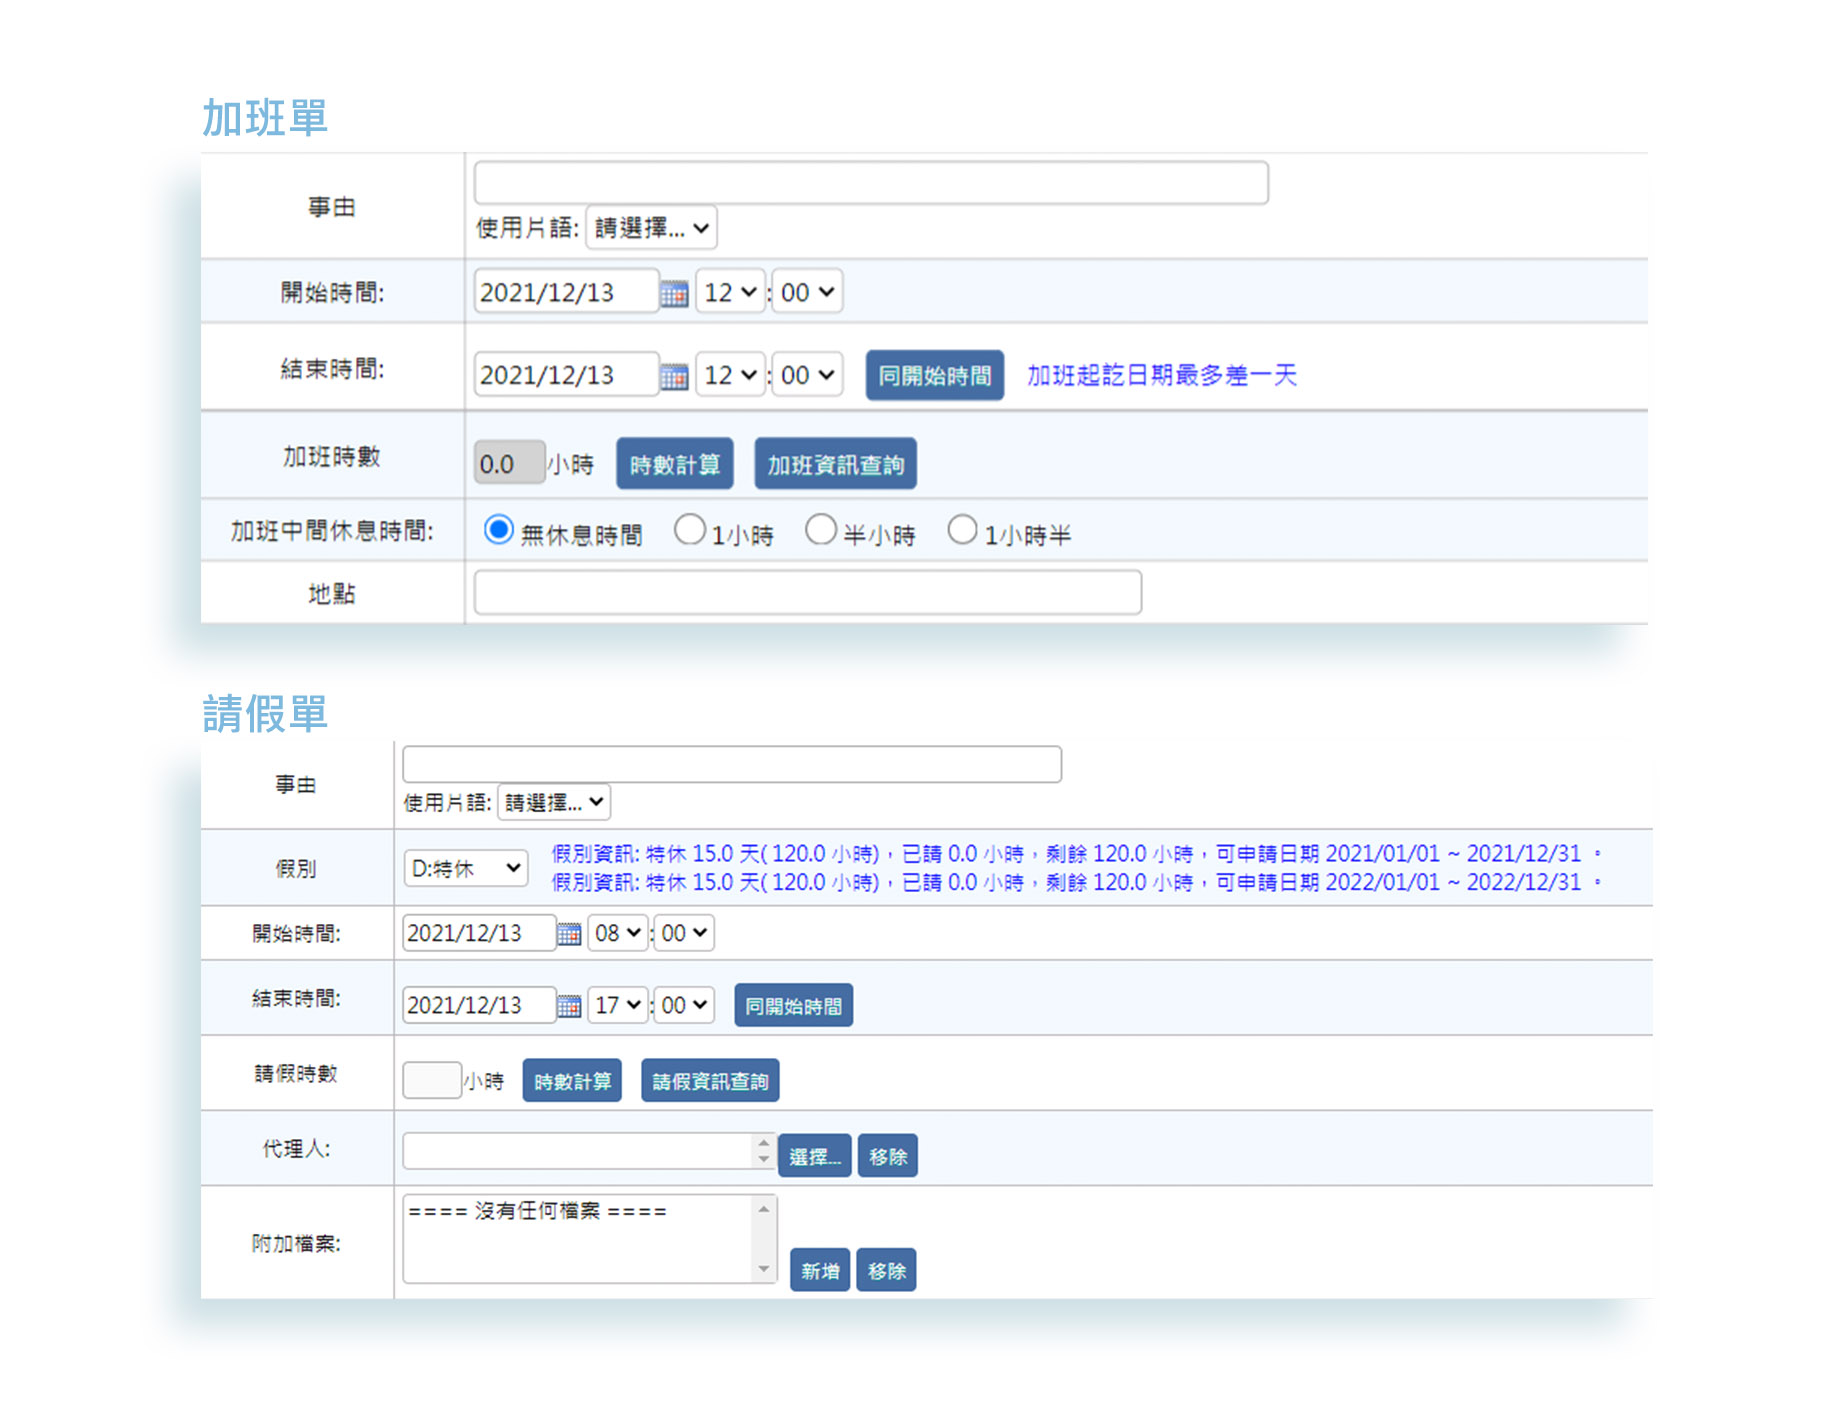 加班單
事由
使用片語: 請選擇...
開始時間: 2021/12/13 12 : 00
結束時間: 2021/12/13 12 : 00 同開始時間 加班起訖日期最多差一天
加班時數 0.0 小時 時數計算 加班資訊查詢
加班中間休息時間: 無休息時間 1小時 半小時 1小時半
地點
請假單
事由
使用片語: 請選擇...
假別 D:特休
假別資訊: 特休 15.0 天( 120.0 小時)，已請 0.0 小時，剩餘 120.0 小時，可申請日期 2021/01/01 ~ 2021/12/31 。
假別資訊: 特休 15.0 天( 120.0 小時)，已請 0.0 小時，剩餘 120.0 小時，可申請日期 2022/01/01 ~ 2022/12/31 。
開始時間: 2021/12/13 08 : 00
結束時間: 2021/12/13 17 : 00 同開始時間
請假時數 小時 時數計算 請假資訊查詢
代理人: 選擇... 移除
附加檔案: ==== 沒有任何檔案 ==== 新增 移除